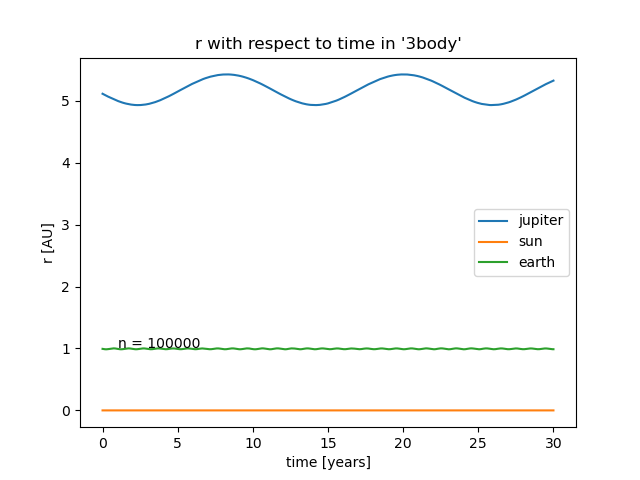 r with respect to time in '3body'
r [AU]
5
4
3
2
1
0
n = 100000
jupiter
sun
earth
0 5 10 15 20 25 30
time [years]